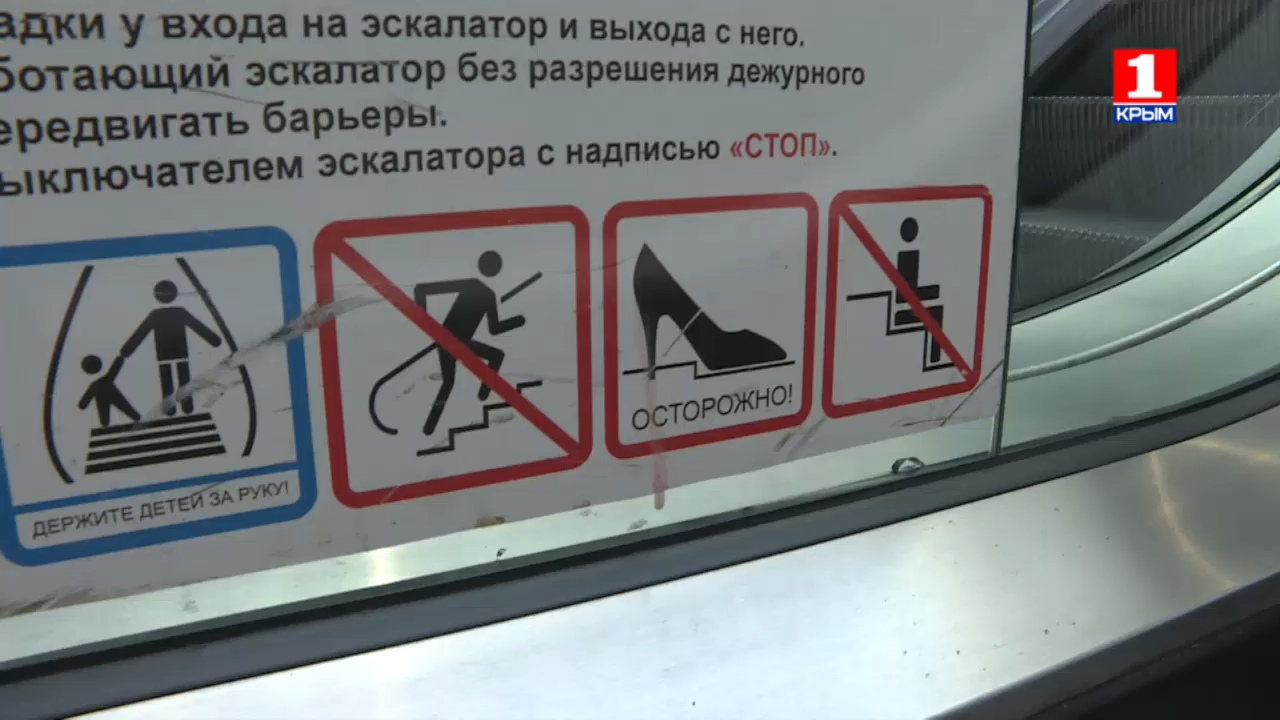 адки у входа на эскалатор и выхода с него.
ботающий эскалатор без разрешения дежурного
ередвигать барьеры.
ыключателем эскалатора с надписью «СТОП».
ДЕРЖИТЕ ДЕТЕЙ ЗА РУКУ!
ОСТОРОЖНО!
1
КРЫМ